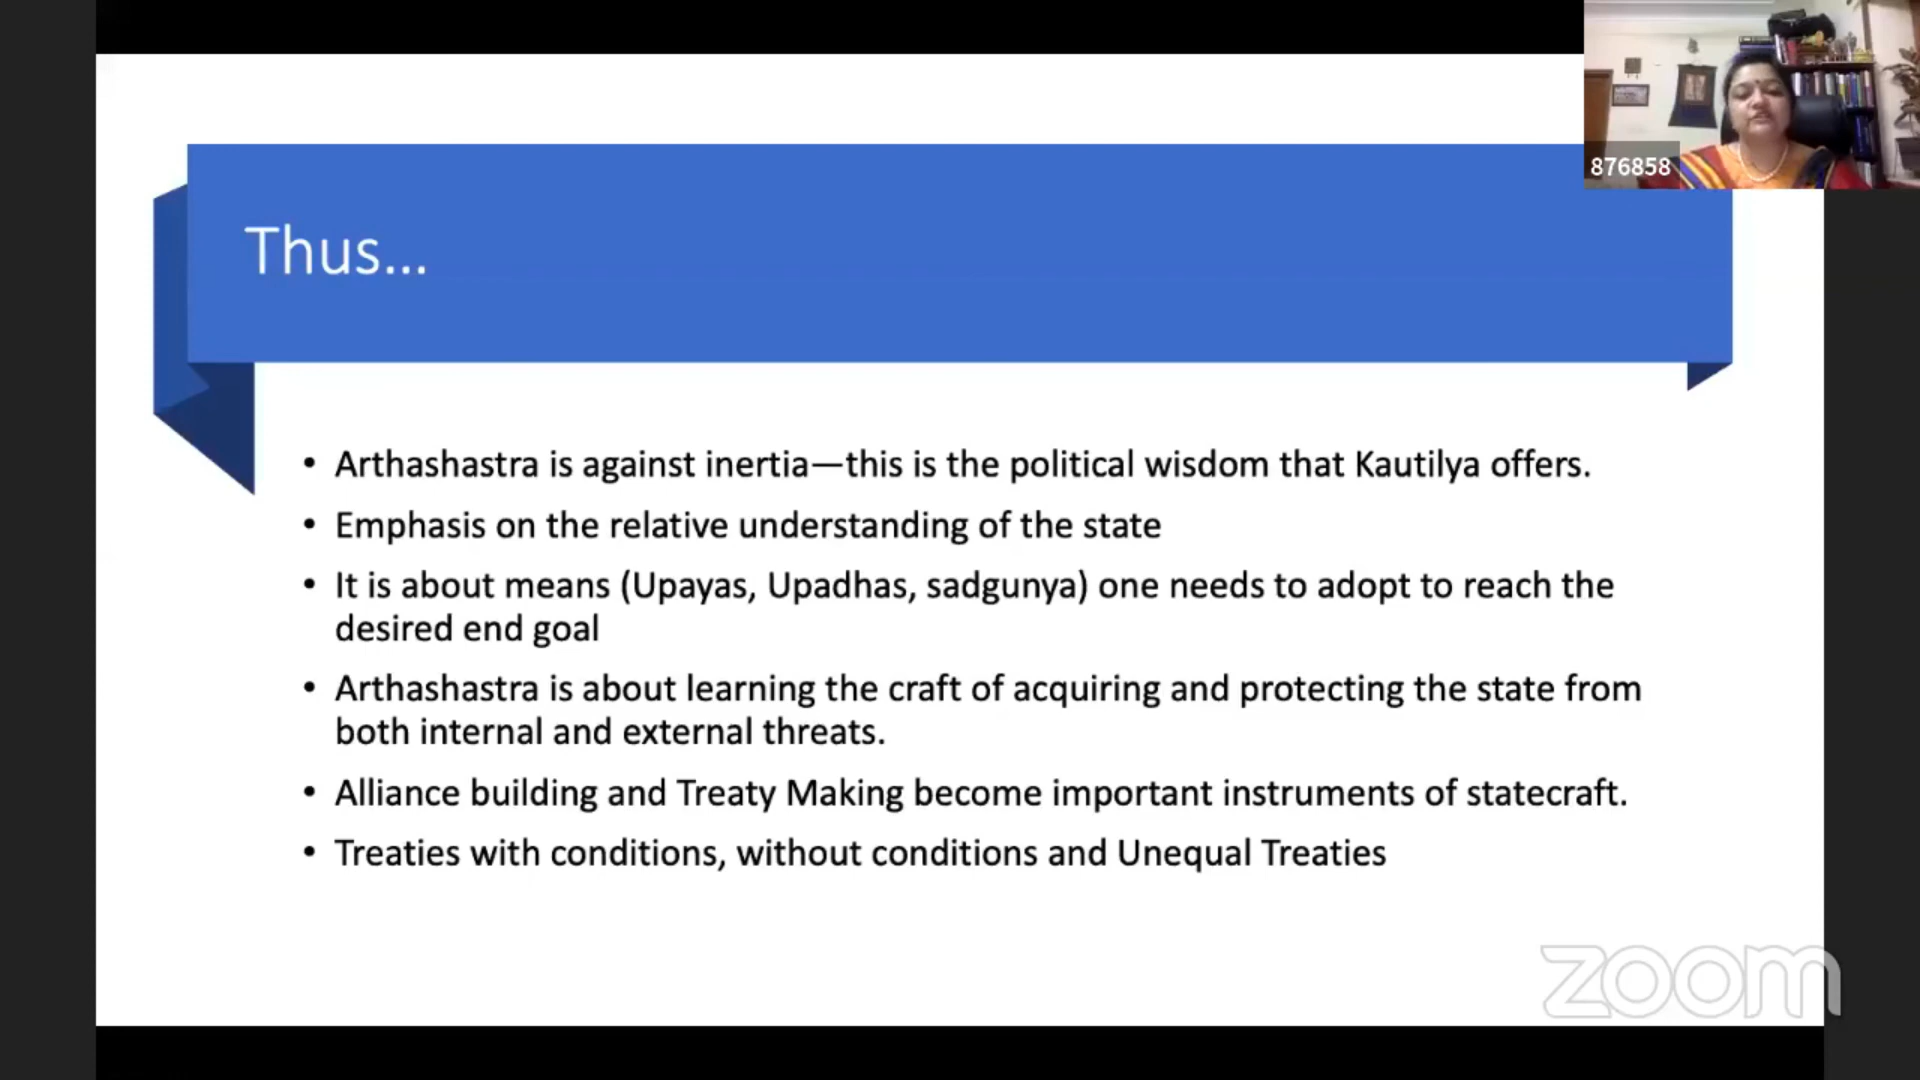 876858
Thus...
• Arthashastra is against inertia—this is the political wisdom that Kautilya offers.
• Emphasis on the relative understanding of the state
• It is about means (Upayas, Upadhas, sadgunya) one needs to adopt to reach the
desired end goal
• Arthashastra is about learning the craft of acquiring and protecting the state from
both internal and external threats.
• Alliance building and Treaty Making become important instruments of statecraft.
• Treaties with conditions, without conditions and Unequal Treaties
zoom